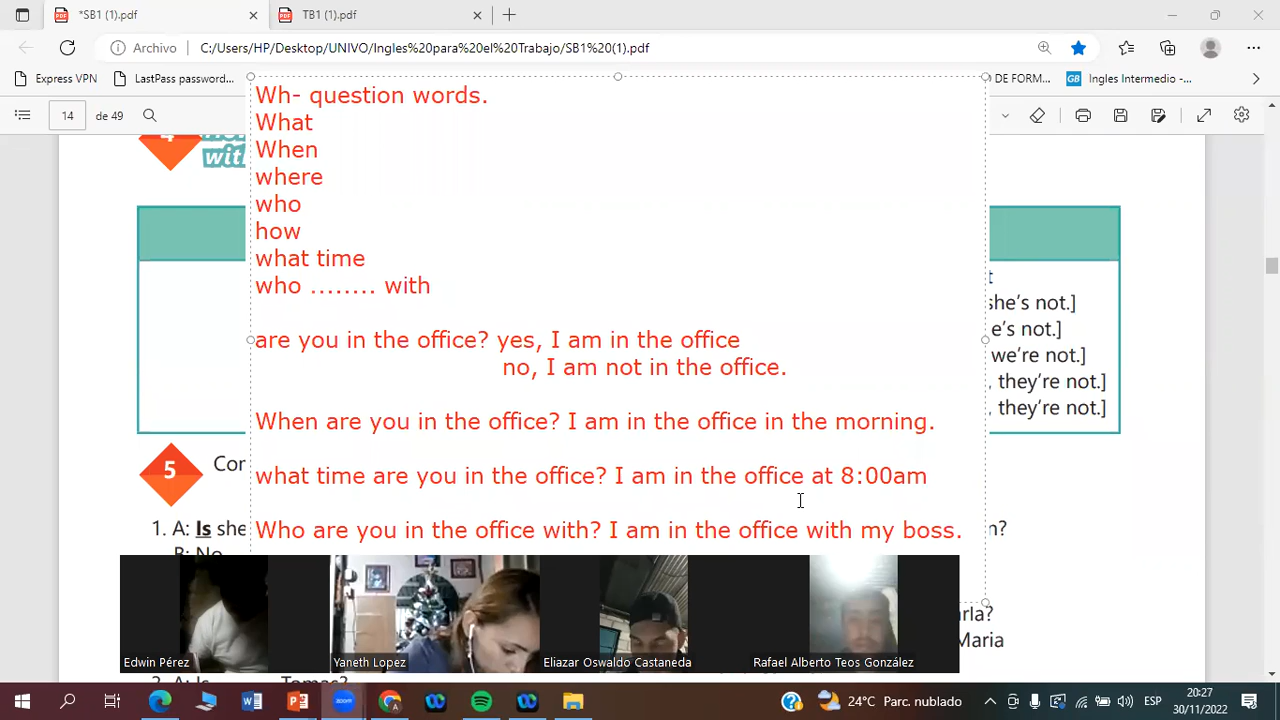 *SB1 (1).pdf
TB1 (1).pdf
Archivo
C:/Users/HP/Desktop/UNIVO/Ingles%20para%20el%20Trabajo/SB1%20(1).pdf
Express VPN
LastPass password...
DE FORM...
Ingles Intermedio -...
14
de 49
Wh- question words.
What
When
where
who
how
what time
who ........ with
are you in the office? yes, I am in the office
no, I am not in the office.
When are you in the office? I am in the office in the morning.
what time are you in the office? I am in the office at 8:00am
Who are you in the office with? I am in the office with my boss.
4
with
she's not.]
e's not.]
we're not.]
, they're not.]
, they're not.]
5
Cor
1. A: Is she
n?
B: No
arla?
Maria
A: Is
Tomas?
Edwin Pérez
Yaneth Lopez
Eliazar Oswaldo Castaneda
Rafael Alberto Teos González
zoom
24°C Parc. nublado
ESP
20:27
30/11/2022